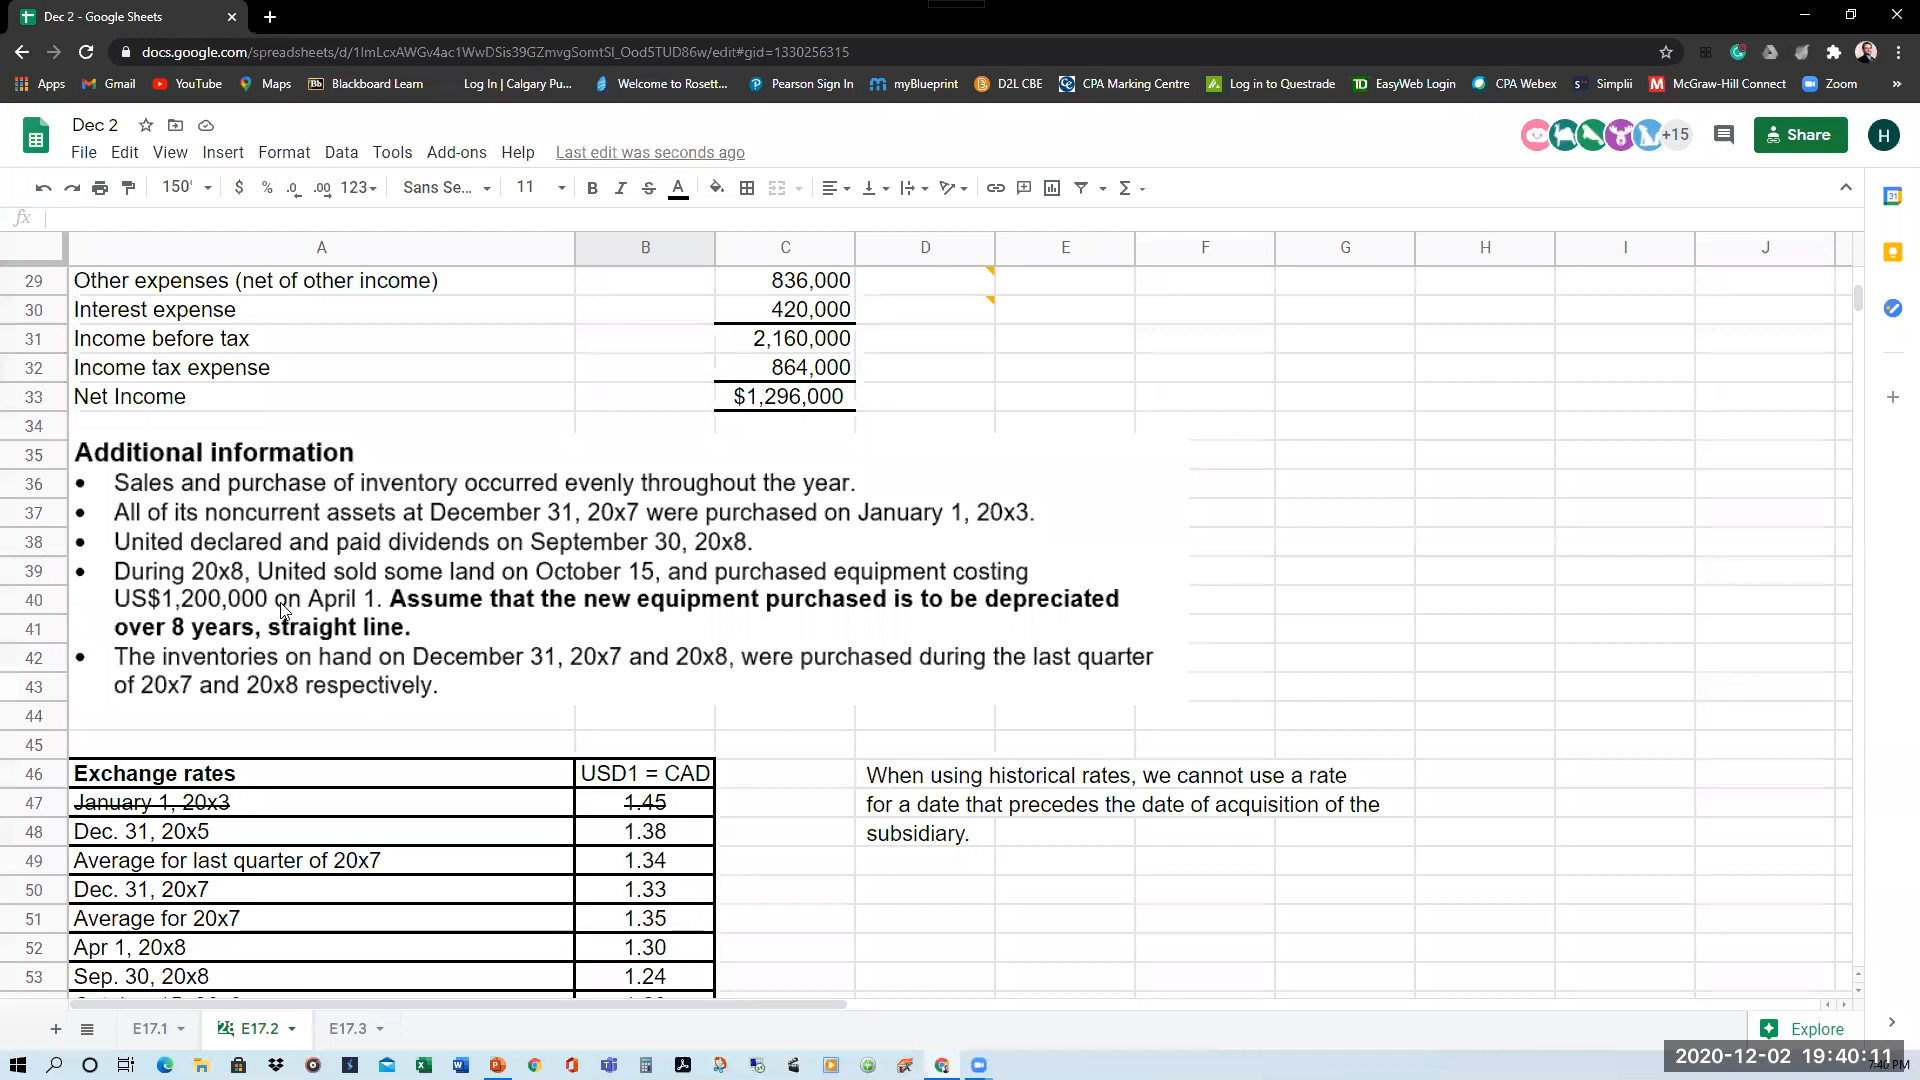 Dec 2 - Google Sheets
docs.google.com/spreadsheets/d/1ImLcxAWGv4ac1WwDSis39GZmvgSomtSl_Ood5TUD86w/edit#gid=1330256315
Apps Gmail YouTube Maps Bb Blackboard Learn Log In | Calgary Pu... Welcome to Rosett... Pearson Sign In myBlueprint D2L CBE CPA Marking Centre Log in to Questrade TD EasyWeb Login CPA Webex Simplii McGraw-Hill Connect Zoom »
Dec 2
+15 Share H
File Edit View Insert Format Data Tools Add-ons Help Last edit was seconds ago
150% $ % .0 .00 123 Sans Se... 11 B I S A
fx
A B C D E F G H I J
29 Other expenses (net of other income) 836,000
30 Interest expense 420,000
31 Income before tax 2,160,000
32 Income tax expense 864,000
33 Net Income $1,296,000
34
35 Additional information
36 • Sales and purchase of inventory occurred evenly throughout the year.
37 • All of its noncurrent assets at December 31, 20x7 were purchased on January 1, 20x3.
38 • United declared and paid dividends on September 30, 20x8.
39 • During 20x8, United sold some land on October 15, and purchased equipment costing
40 US$1,200,000 on April 1. Assume that the new equipment purchased is to be depreciated
41 over 8 years, straight line.
42 • The inventories on hand on December 31, 20x7 and 20x8, were purchased during the last quarter
43 of 20x7 and 20x8 respectively.
44
45
46 Exchange rates USD1 = CAD When using historical rates, we cannot use a rate
47 January 1, 20x3 1.45 for a date that precedes the date of acquisition of the
48 Dec. 31, 20x5 1.38 subsidiary.
49 Average for last quarter of 20x7 1.34
50 Dec. 31, 20x7 1.33
51 Average for 20x7 1.35
52 Apr 1, 20x8 1.30
53 Sep. 30, 20x8 1.24
E17.1 E17.2 E17.3 Explore
2020-12-02 19:40:11
7:40 PM